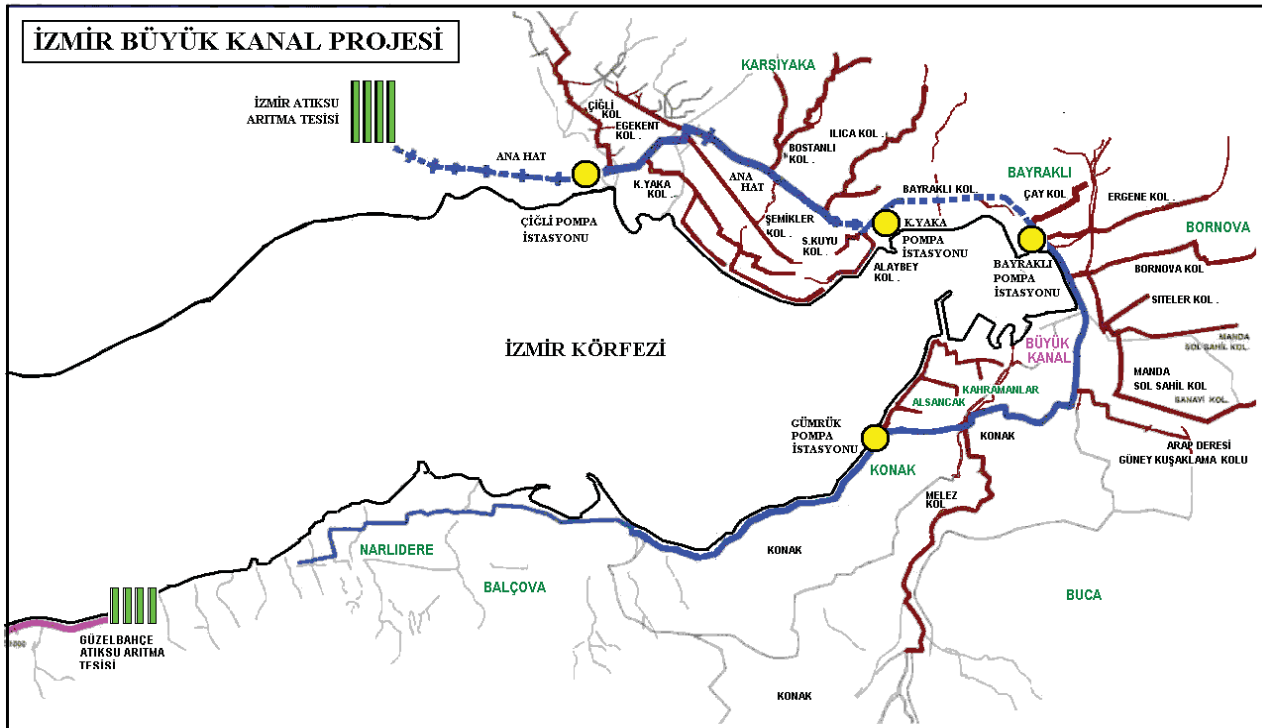 İZMİR BÜYÜK KANAL PROJESİ
İZMİR ATIKSU
ARITMA TESİSİ
ANA HAT
ÇİĞLİ POMPA
İSTASYONU
ÇİĞLİ
KOL
EGEKENT
KOL .
K.YAKA
KOL .
KARŞIYAKA
BOSTANLI
KOL .
ILICA KOL .
ANA
HAT
ŞEMİKLER
KOL .
S.KUYU
KOL .
ALAYBEY
KOL .
K.YAKA
POMPA
İSTASYONU
BAYRAKLI KOL.
BAYRAKLI
ÇAY KOL
ERGENE KOL .
BORNOVA
BORNOVA KOL
BAYRAKLI
POMPA
İSTASYONU
SITELER KOL .
MANDA
SOL SAHIL KOL.
MANDA
SOL SAHIL KOL
SANAYI KOL.
BÜYÜK
KANAL
İZMİR KÖRFEZİ
KAHRAMANLAR
ALSANCAK
GÜMRÜK
POMPA
İSTASYONU
KONAK
KONAK
ARAP DERESİ
GÜNEY KUŞAKLAMA KOLU
MELEZ
KOL
KONAK
NARLIDERE
BALÇOVA
BUCA
GÜZELBAHÇE
ATIKSU ARITMA
TESİSİ
KONAK